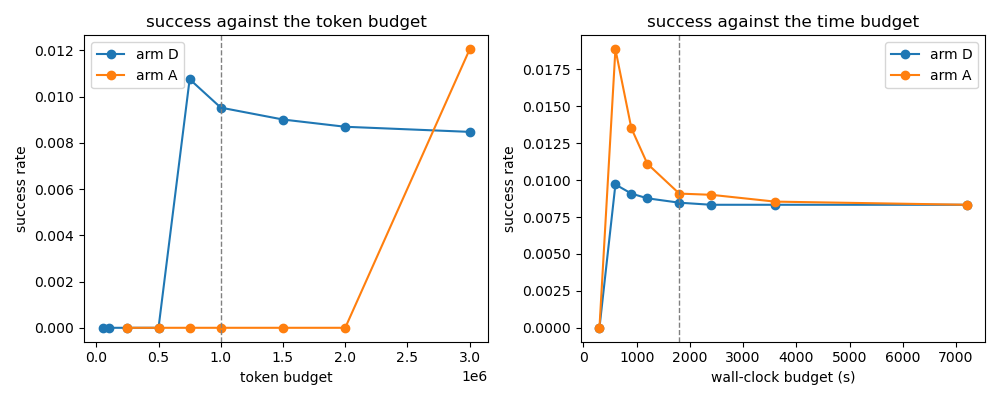 success against the token budget
success rate
0.012
0.010
0.008
0.006
0.004
0.002
0.000
arm D
arm A
0.0
0.5
1.0
1.5
2.0
2.5
3.0
1e6
token budget
success against the time budget
success rate
0.0175
0.0150
0.0125
0.0100
0.0075
0.0050
0.0025
0.0000
arm D
arm A
0
1000
2000
3000
4000
5000
6000
7000
wall-clock budget (s)